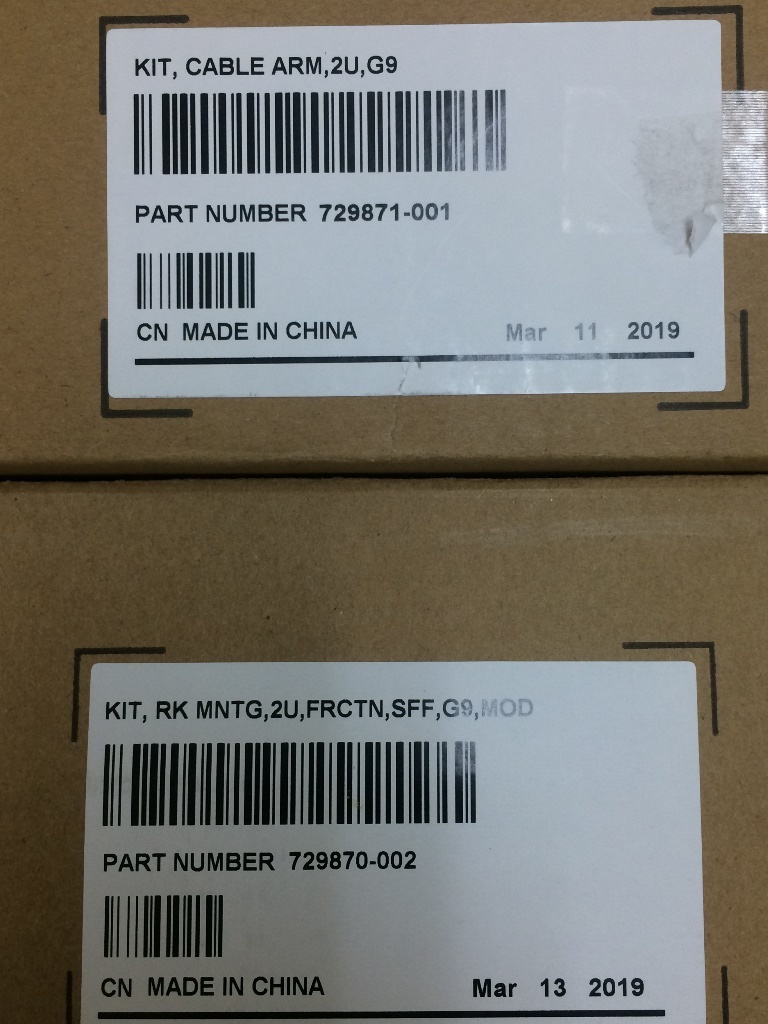 KIT, CABLE ARM,2U,G9
PART NUMBER 729871-001
CN MADE IN CHINA Mar 11 2019
KIT, RK MNTG,2U,FRCTN,SFF,G9,MOD
PART NUMBER 729870-002
CN MADE IN CHINA Mar 13 2019